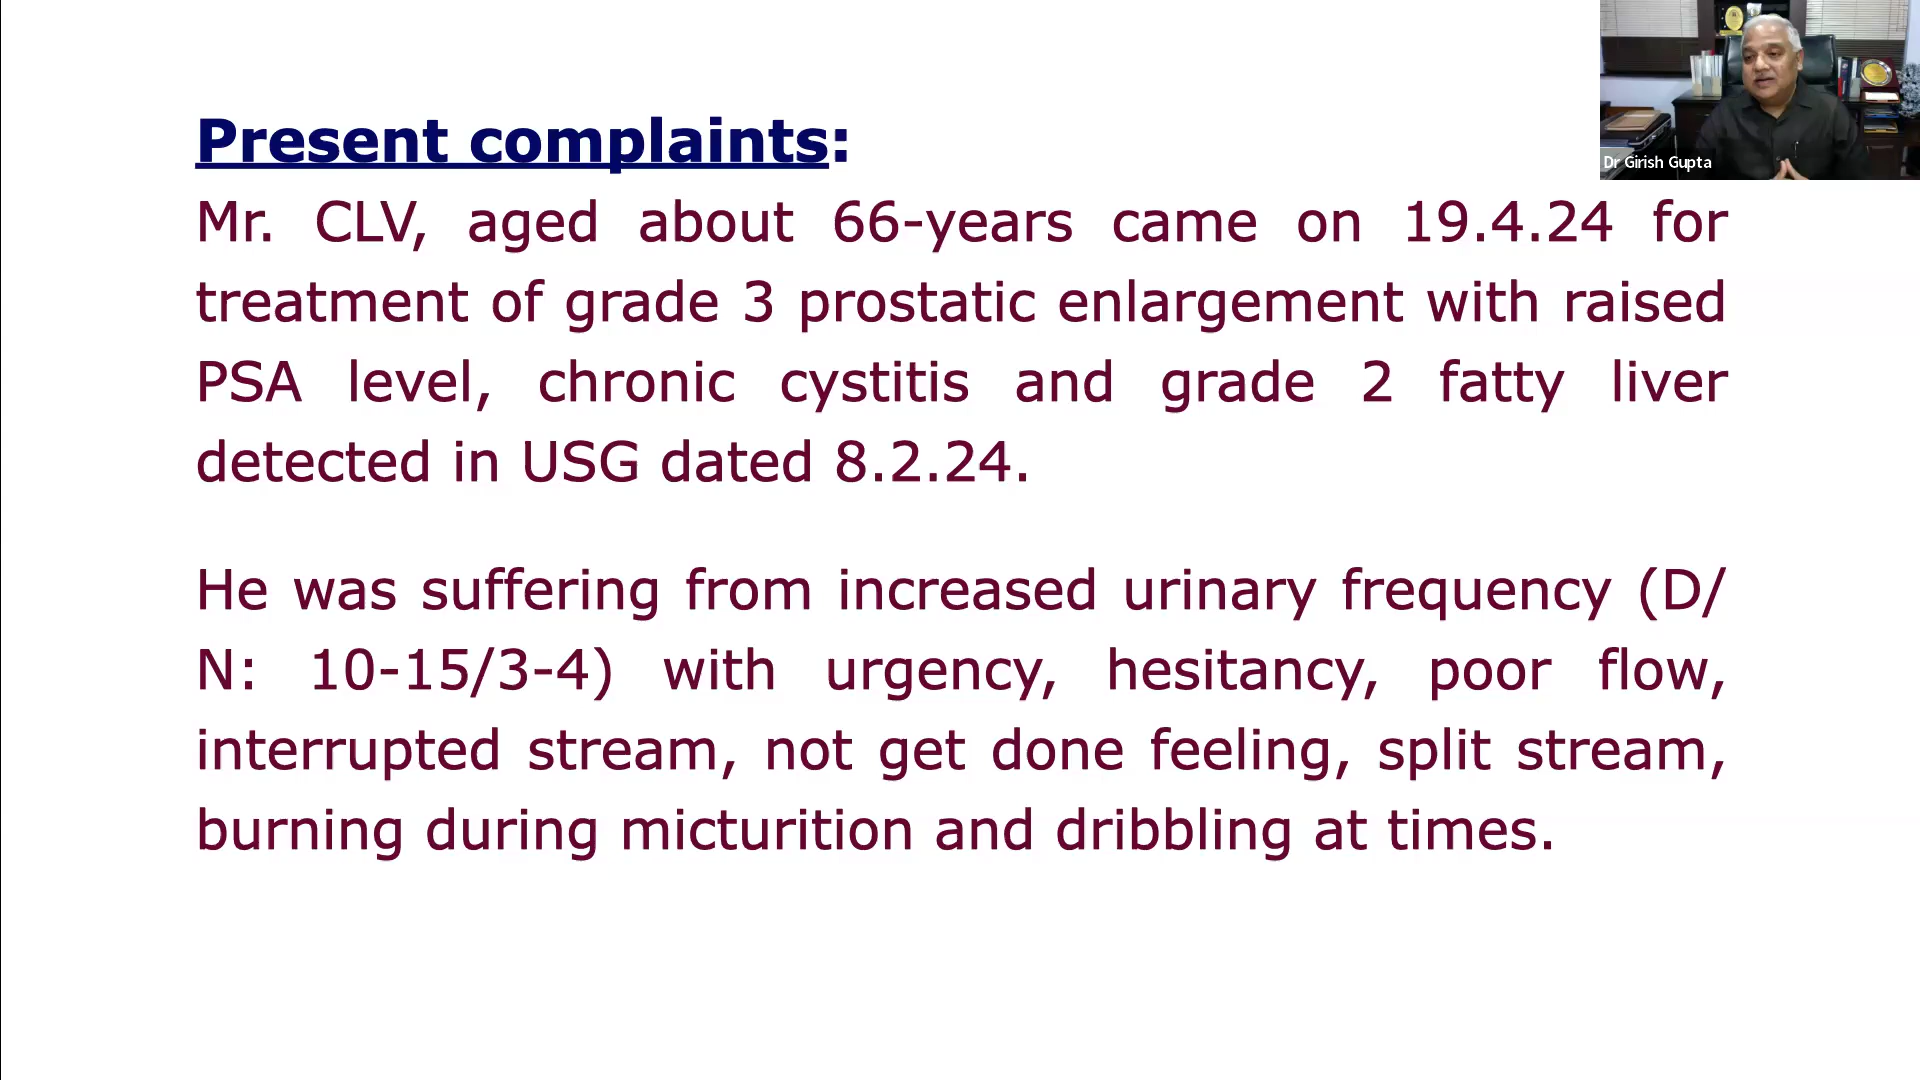 Present complaints:
Mr. CLV, aged about 66-years came on 19.4.24 for
treatment of grade 3 prostatic enlargement with raised
PSA level, chronic cystitis and grade 2 fatty liver
detected in USG dated 8.2.24.
He was suffering from increased urinary frequency (D/
N: 10-15/3-4) with urgency, hesitancy, poor flow,
interrupted stream, not get done feeling, split stream,
burning during micturition and dribbling at times.
Dr Girish Gupta